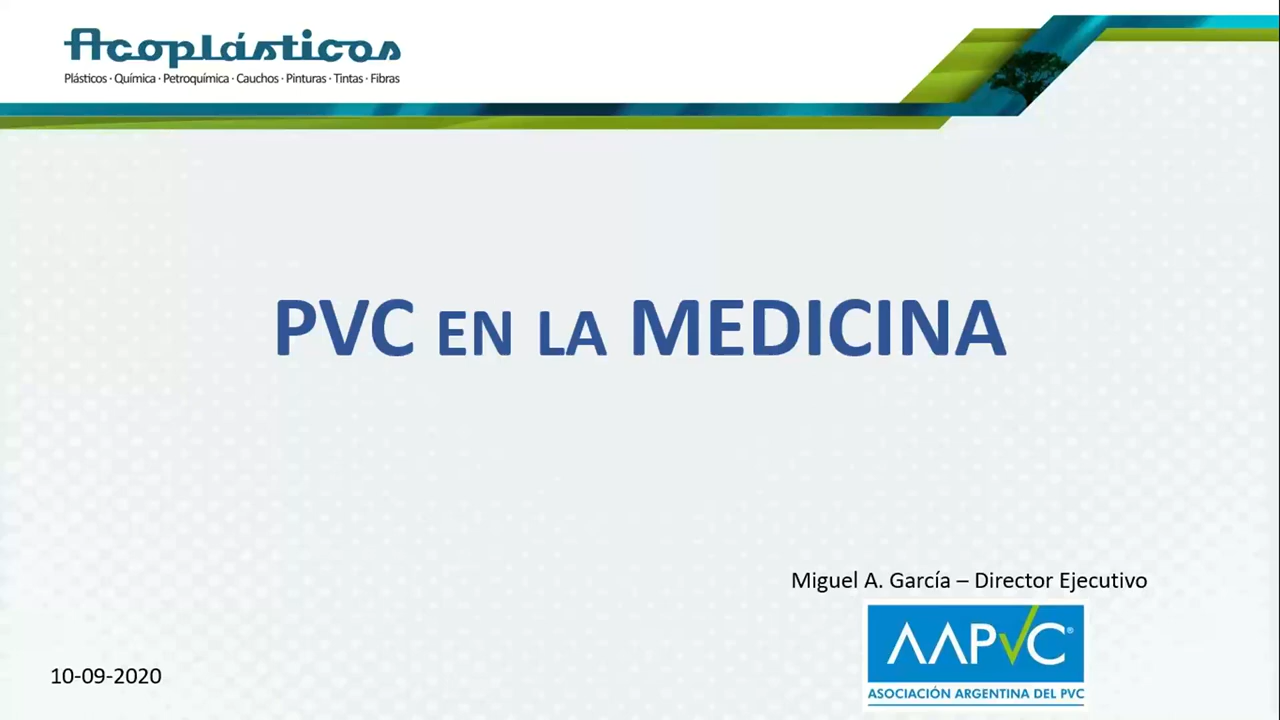 Acoplásticos
Plásticos · Química · Petroquímica · Cauchos · Pinturas · Tintas · Fibras
PVC EN LA MEDICINA
Miguel A. García – Director Ejecutivo
AAPVC®
ASOCIACIÓN ARGENTINA DEL PVC
10-09-2020